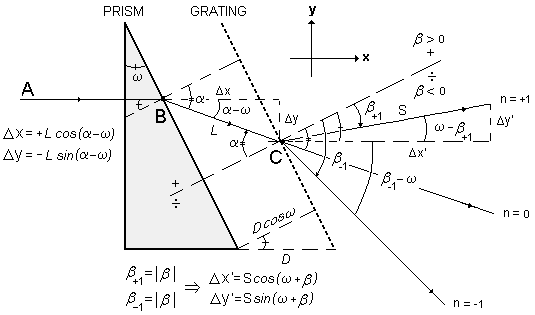 PRISM
GRATING
y
x
A
+
ω
+
α-
Δx
α-ω
B
L
Δy
α
C
+
÷
β > 0
+
÷
β < 0
β+1
S
n = +1
ω-β+1
Δy'
Δx'
β-1
β-1-ω
n = 0
n = -1
Δx = +L cos(α-ω)
Δy = -L sin(α-ω)
D cosω
+
D
β+1=|β|
β-1=|β|
⇒
Δx'=S cos(ω+β)
Δy'=S sin(ω+β)